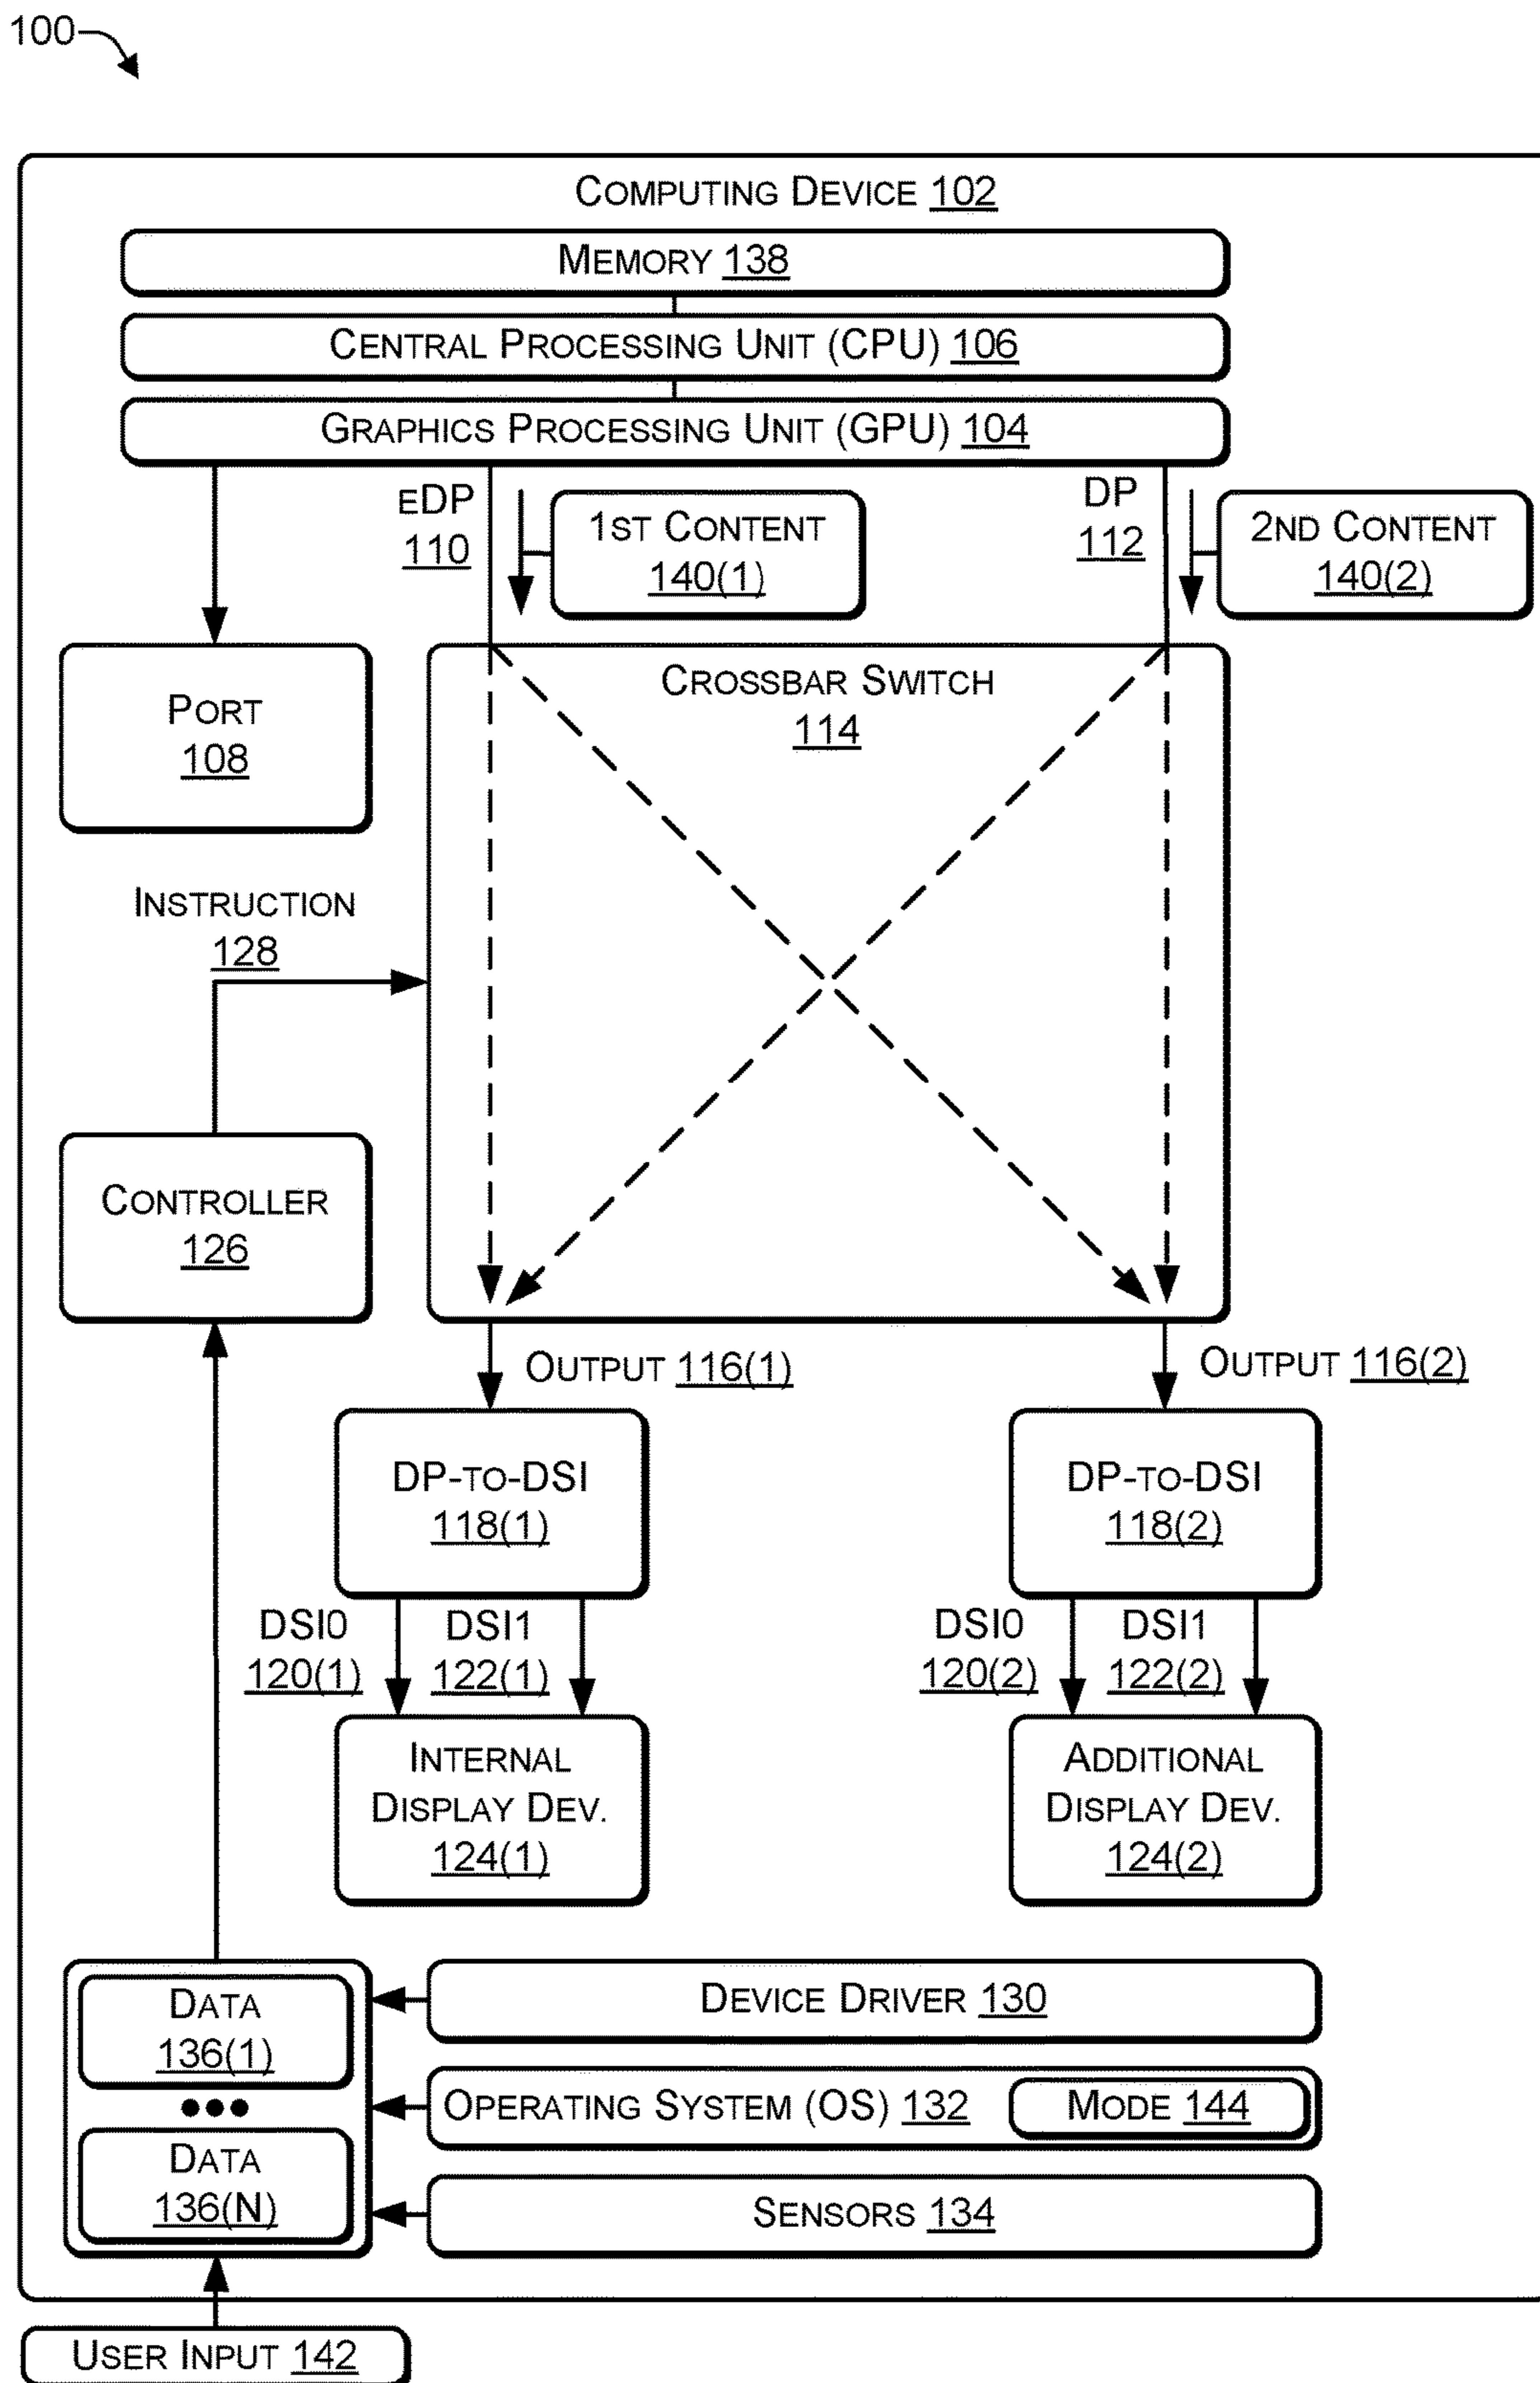 100
COMPUTING DEVICE 102
MEMORY 138
CENTRAL PROCESSING UNIT (CPU) 106
GRAPHICS PROCESSING UNIT (GPU) 104
EDP
110
1ST CONTENT
140(1)
DP
112
2ND CONTENT
140(2)
PORT
108
CROSSBAR SWITCH
114
INSTRUCTION
128
CONTROLLER
126
OUTPUT 116(1)
OUTPUT 116(2)
DP-TO-DSI
118(1)
DP-TO-DSI
118(2)
DSI0
120(1)
DSI1
122(1)
DSI0
120(2)
DSI1
122(2)
INTERNAL
DISPLAY DEV.
124(1)
ADDITIONAL
DISPLAY DEV.
124(2)
DATA
136(1)
DATA
136(N)
DEVICE DRIVER 130
OPERATING SYSTEM (OS) 132
MODE 144
SENSORS 134
USER INPUT 142